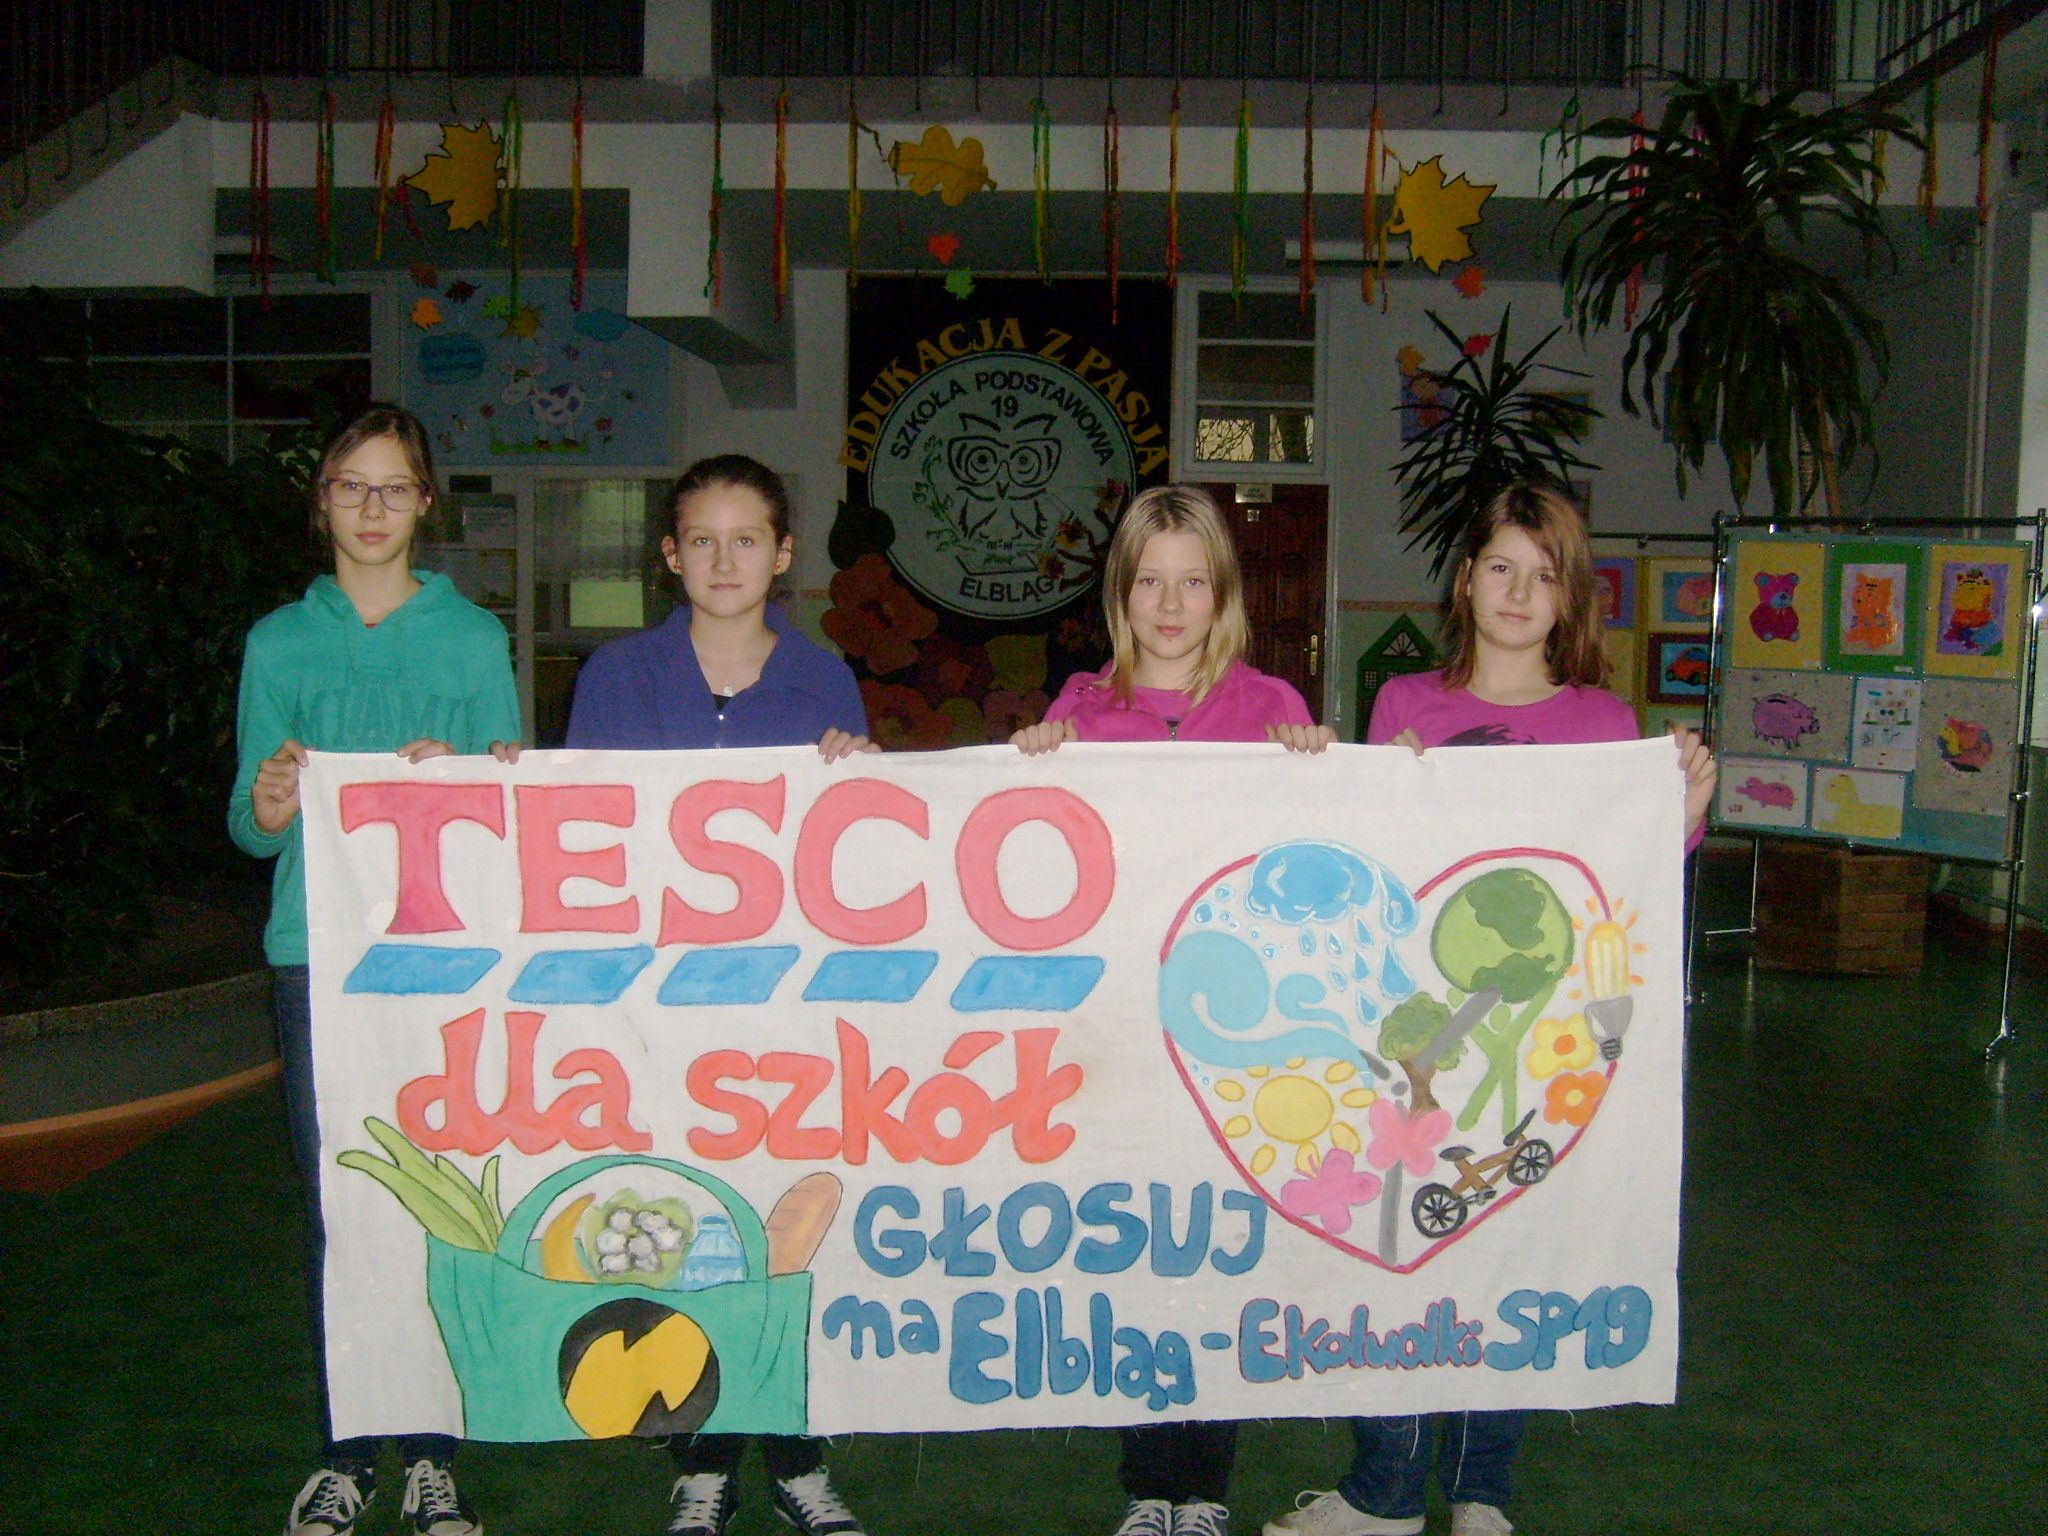 EDUKACJA Z PASJĄ
SZKOŁA PODSTAWOWA
19
ELBLĄG
MIAMI
TESCO
dla szkół
GŁOSUJ
na Elbląg - Ekoludki SP19